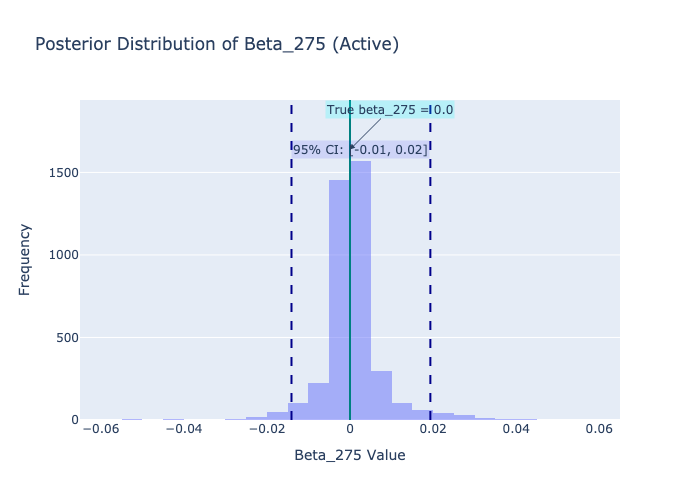 Posterior Distribution of Beta_275 (Active)
True beta_275 = 0.0
95% CI: [-0.01, 0.02]
1500
1000
500
0
Frequency
−0.06
−0.04
−0.02
0
0.02
0.04
0.06
Beta_275 Value